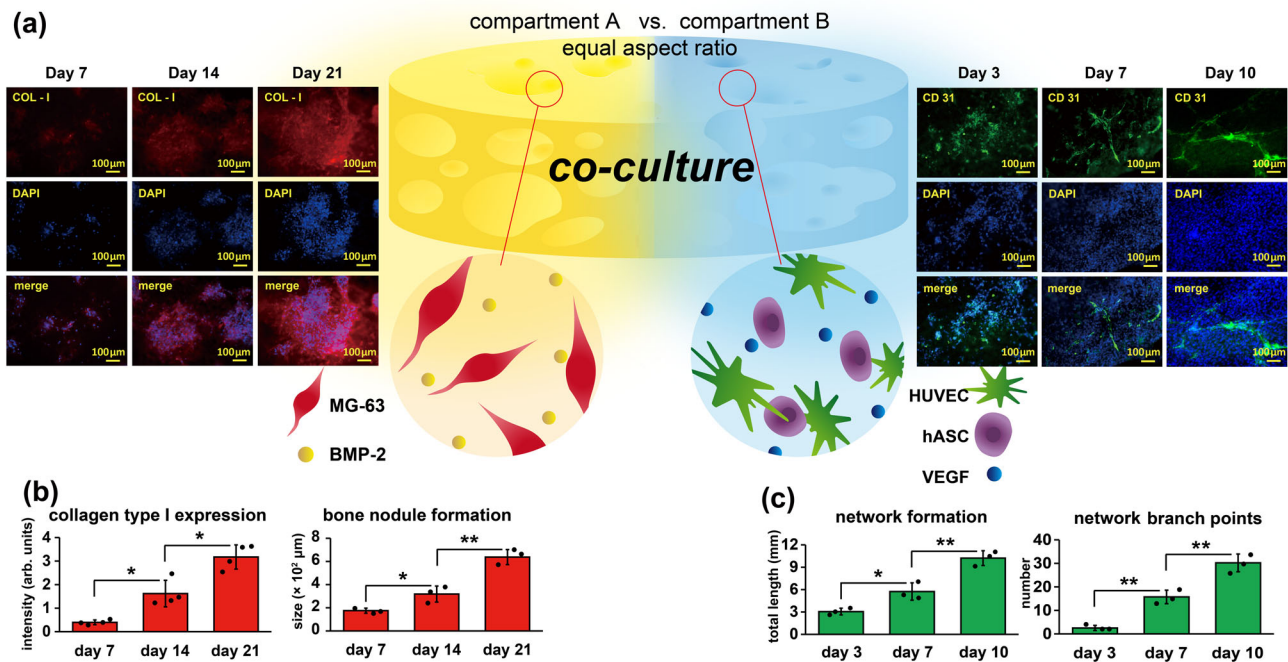 (a)
compartment A vs. compartment B
equal aspect ratio
Day 7 Day 14 Day 21
COL - I COL - I COL - I
100μm 100μm 100μm
DAPI DAPI DAPI
100μm 100μm 100μm
merge merge merge
100μm 100μm 100μm
co-culture
Day 3 Day 7 Day 10
CD 31 CD 31 CD 31
100μm 100μm 100μm
DAPI DAPI DAPI
100μm 100μm 100μm
merge merge merge
100μm 100μm 100μm
MG-63
BMP-2
HUVEC
hASC
VEGF
(b)
collagen type I expression
intensity (arb. units)
4
3
2
1
0
* *
day 7 day 14 day 21
bone nodule formation
size (× 10² μm)
8
6
4
2
0
* **
day 7 day 14 day 21
(c)
network formation
total length (mm)
12
9
6
3
0
* **
day 3 day 7 day 10
network branch points
number
40
30
20
10
0
** **
day 3 day 7 day 10